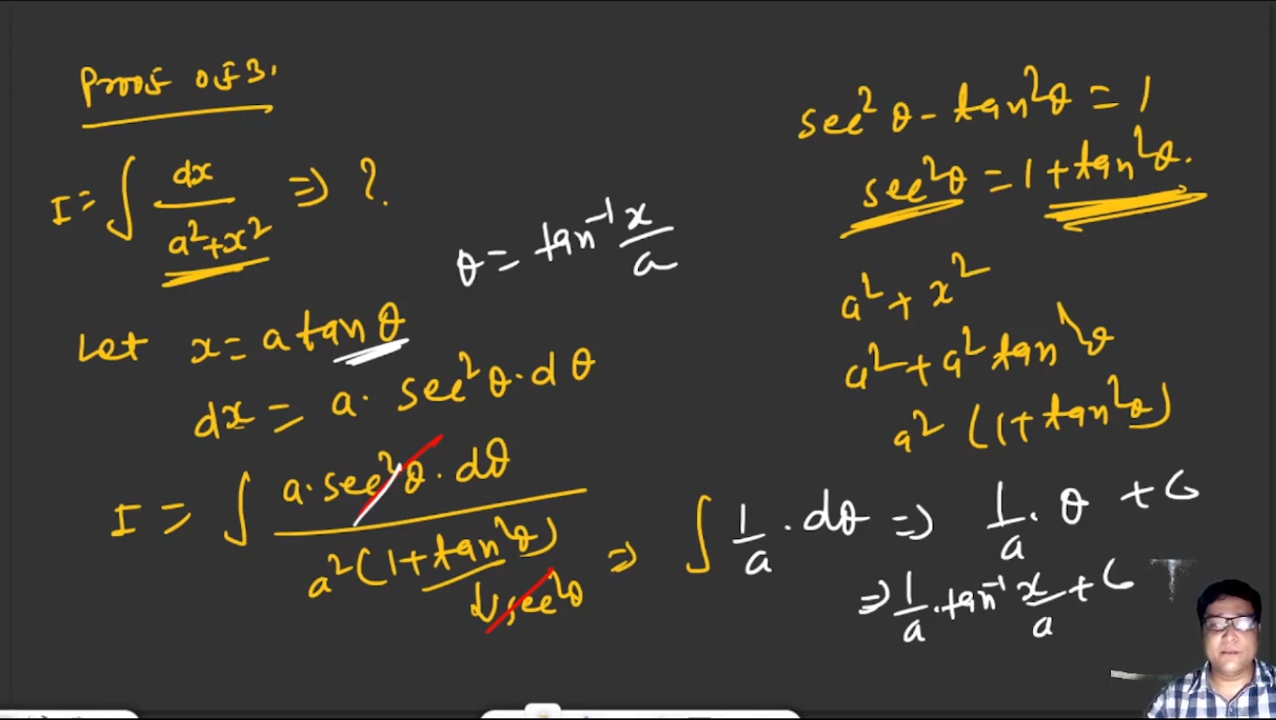 Proof of 3.
I = ∫ dx / (a² + x²) ⇒ ?
θ = tan⁻¹ x/a
Let x = a tan θ
dx = a · sec²θ · dθ
I = ∫ a · sec²θ · dθ / a² (1 + tan²θ)
↓ sec²θ
⇒ ∫ 1/a · dθ ⇒ 1/a · θ + C
⇒ 1/a · tan⁻¹ x/a + C
sec²θ - tan²θ = 1
sec²θ = 1 + tan²θ.
a² + x²
a² + a² tan²θ
a² (1 + tan²θ)